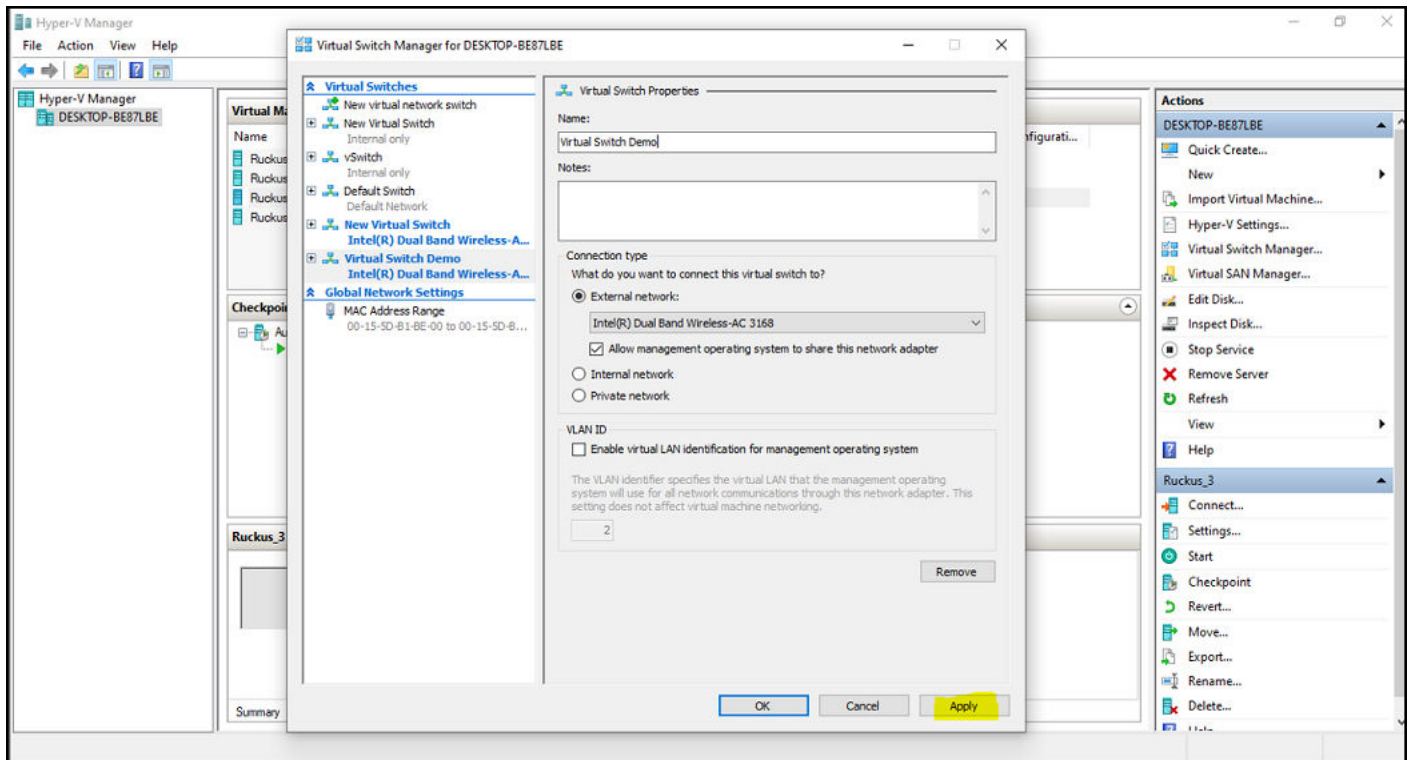 Hyper-V Manager
File Action View Help
Hyper-V Manager
DESKTOP-BE87LBE
Virtual Ma
Name
Ruckus
Ruckus
Ruckus
Ruckus
Checkpoi
Au
Ruckus_3
Summary
nfigurati...
Virtual Switch Manager for DESKTOP-BE87LBE
Virtual Switches
New virtual network switch
New Virtual Switch
Internal only
vSwitch
Internal only
Default Switch
Default Network
New Virtual Switch
Intel(R) Dual Band Wireless-A...
Virtual Switch Demo
Intel(R) Dual Band Wireless-A...
Global Network Settings
MAC Address Range
00-15-5D-B1-BE-00 to 00-15-5D-B...
Virtual Switch Properties
Name:
Virtual Switch Demo
Notes:
Connection type
What do you want to connect this virtual switch to?
External network:
Intel(R) Dual Band Wireless-AC 3168
Allow management operating system to share this network adapter
Internal network
Private network
VLAN ID
Enable virtual LAN identification for management operating system
The VLAN identifier specifies the virtual LAN that the management operating
system will use for all network communications through this network adapter. This
setting does not affect virtual machine networking.
2
Remove
OK Cancel Apply
Actions
DESKTOP-BE87LBE
Quick Create...
New
Import Virtual Machine...
Hyper-V Settings...
Virtual Switch Manager...
Virtual SAN Manager...
Edit Disk...
Inspect Disk...
Stop Service
Remove Server
Refresh
View
Help
Ruckus_3
Connect...
Settings...
Start
Checkpoint
Revert...
Move...
Export...
Rename...
Delete...
Help